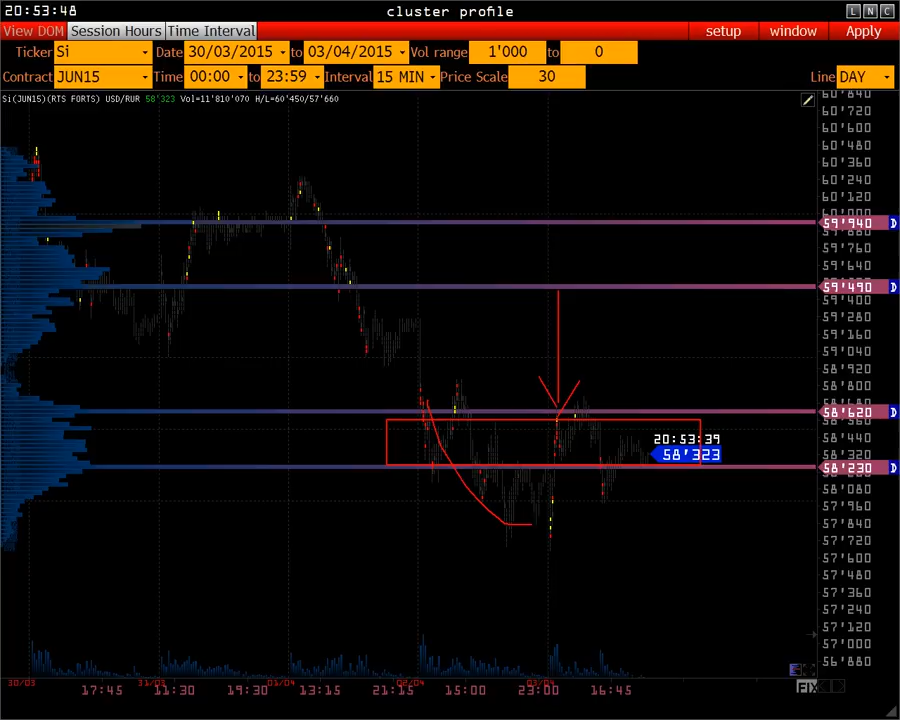 20:53:48 cluster profile L N C
View DOM Session Hours Time Interval setup window Apply
Ticker Si Date 30/03/2015 to 03/04/2015 Vol range 1'000 to 0
Contract JUN15 Time 00:00 to 23:59 Interval 15 MIN Price Scale 30 Line DAY
Si(JUN15)(RTS FORTS) USD/RUR 58'323 Vol=11'810'070 H/L=60'450/57'660
60'840
60'720
60'600
60'480
60'360
60'240
60'120
60'000
59'940 D
59'880
59'760
59'640
59'490 D
59'400
59'280
59'160
59'040
58'920
58'800
58'680
58'620 D
58'560
58'440
20:53:39
58'323
58'320
58'230 D
58'080
57'960
57'840
57'720
57'600
57'480
57'360
57'240
57'120
57'000
56'880
30/03 31/03 01/04 02/04 03/04
17:45 11:30 19:30 13:15 21:15 15:00 23:00 16:45
FIX